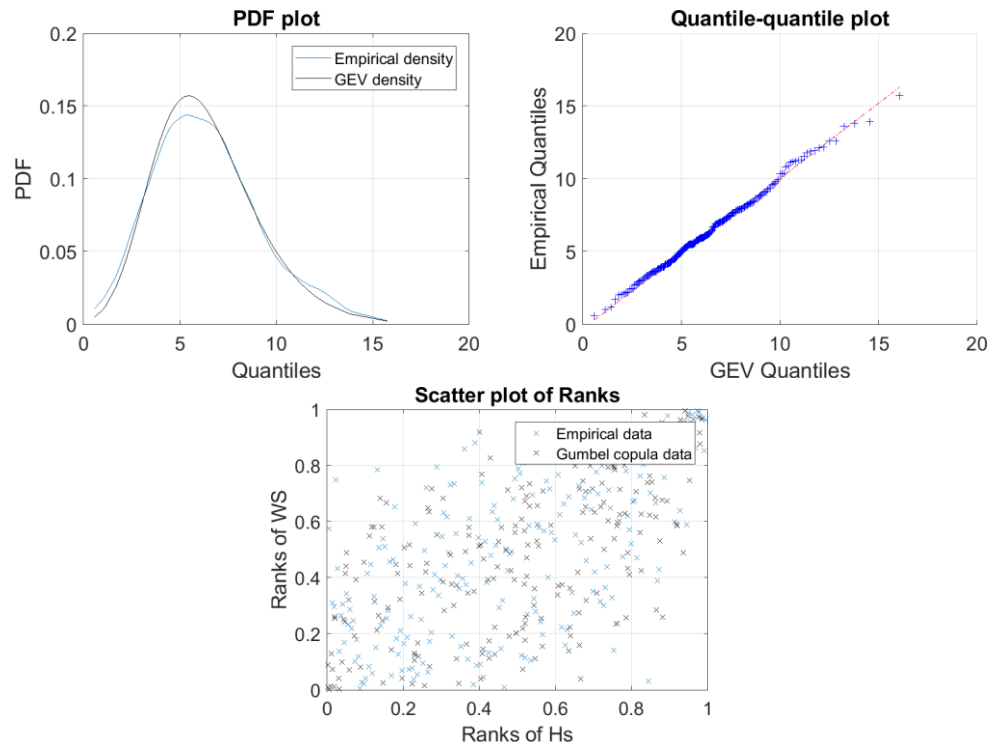 PDF plot
0.2
0.15
0.1
0.05
0
PDF
Empirical density
GEV density
0 5 10 15 20
Quantiles
Quantile-quantile plot
20
15
10
5
0
Empirical Quantiles
0 5 10 15 20
GEV Quantiles
Scatter plot of Ranks
1
0.8
0.6
0.4
0.2
0
Ranks of WS
Empirical data
Gumbel copula data
0 0.2 0.4 0.6 0.8 1
Ranks of Hs